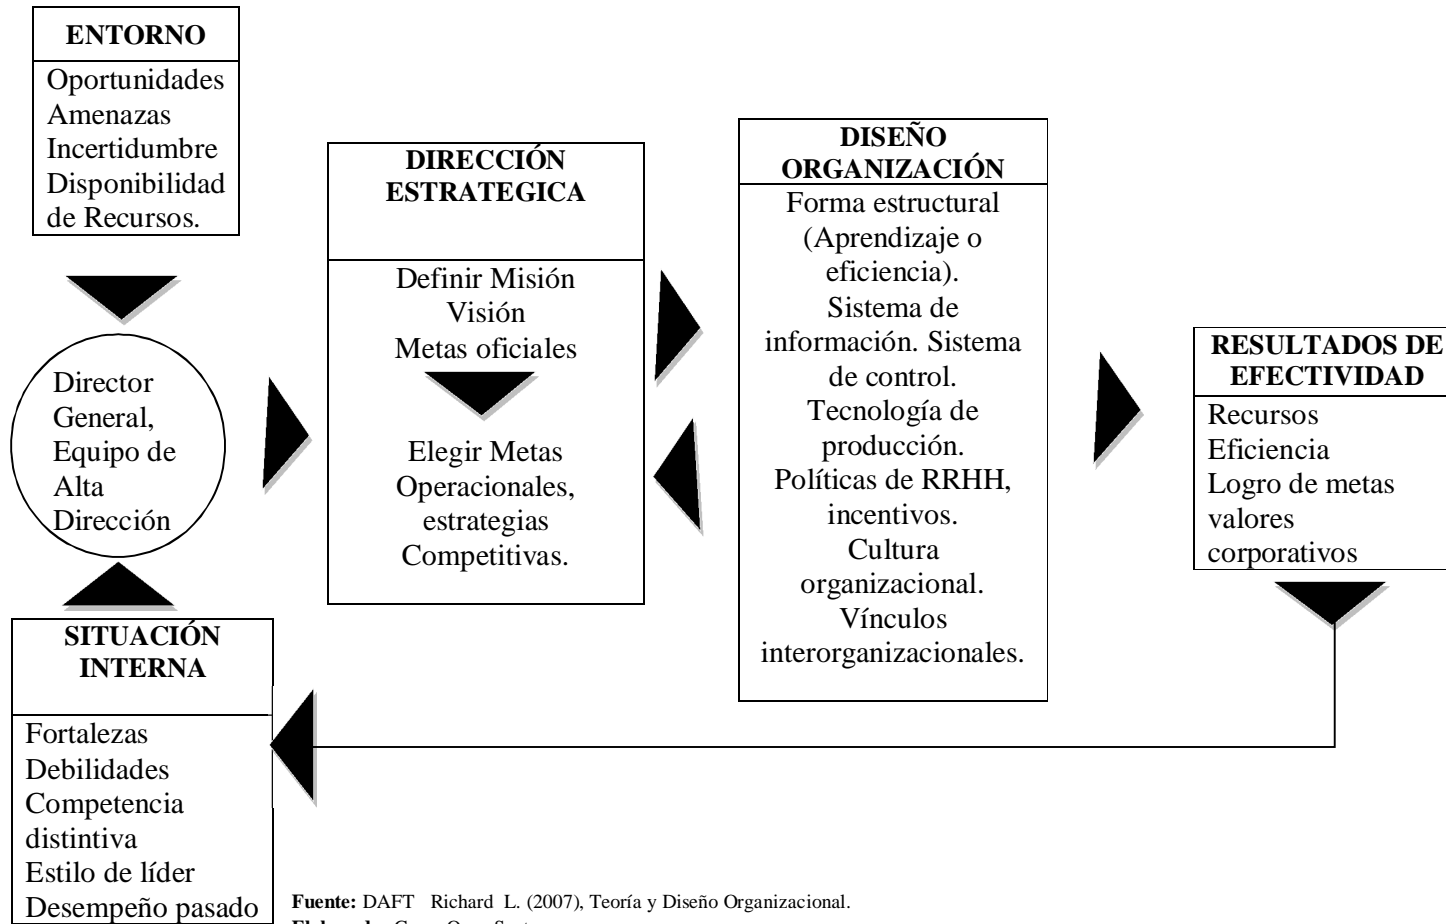 ENTORNO
Oportunidades
Amenazas
Incertidumbre
Disponibilidad
de Recursos.
Director
General,
Equipo de
Alta
Dirección
SITUACIÓN
INTERNA
Fortalezas
Debilidades
Competencia
distintiva
Estilo de líder
Desempeño pasado
DIRECCIÓN
ESTRATEGICA
Definir Misión
Visión
Metas oficiales
Elegir Metas
Operacionales,
estrategias
Competitivas.
DISEÑO
ORGANIZACIÓN
Forma estructural
(Aprendizaje o
eficiencia).
Sistema de
información. Sistema
de control.
Tecnología de
producción.
Políticas de RRHH,
incentivos.
Cultura
organizacional.
Vínculos
interorganizacionales.
RESULTADOS DE
EFECTIVIDAD
Recursos
Eficiencia
Logro de metas
valores
corporativos
Fuente: DAFT Richard L. (2007), Teoría y Diseño Organizacional.